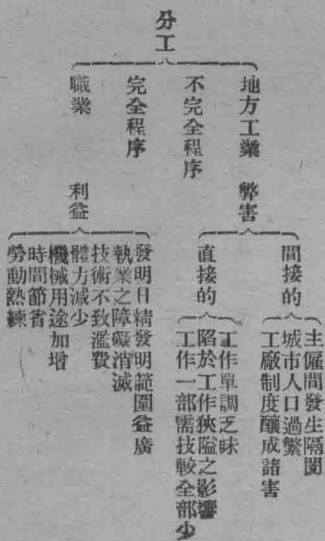 分工
地方工業
不完全程序
完全程序
職業
弊害
間接的
主僱間發生隔閡
城市人口過繁
工廠制度釀成諸害
直接的
工作單調乏味
陷於工作狹隘之影響
工作一部需技較全部少
利益
發明日精發明範圍益廣
執業之障礙消滅
技術不致濫費
體力減少
機械用途加增
時間節省
勞動熟練